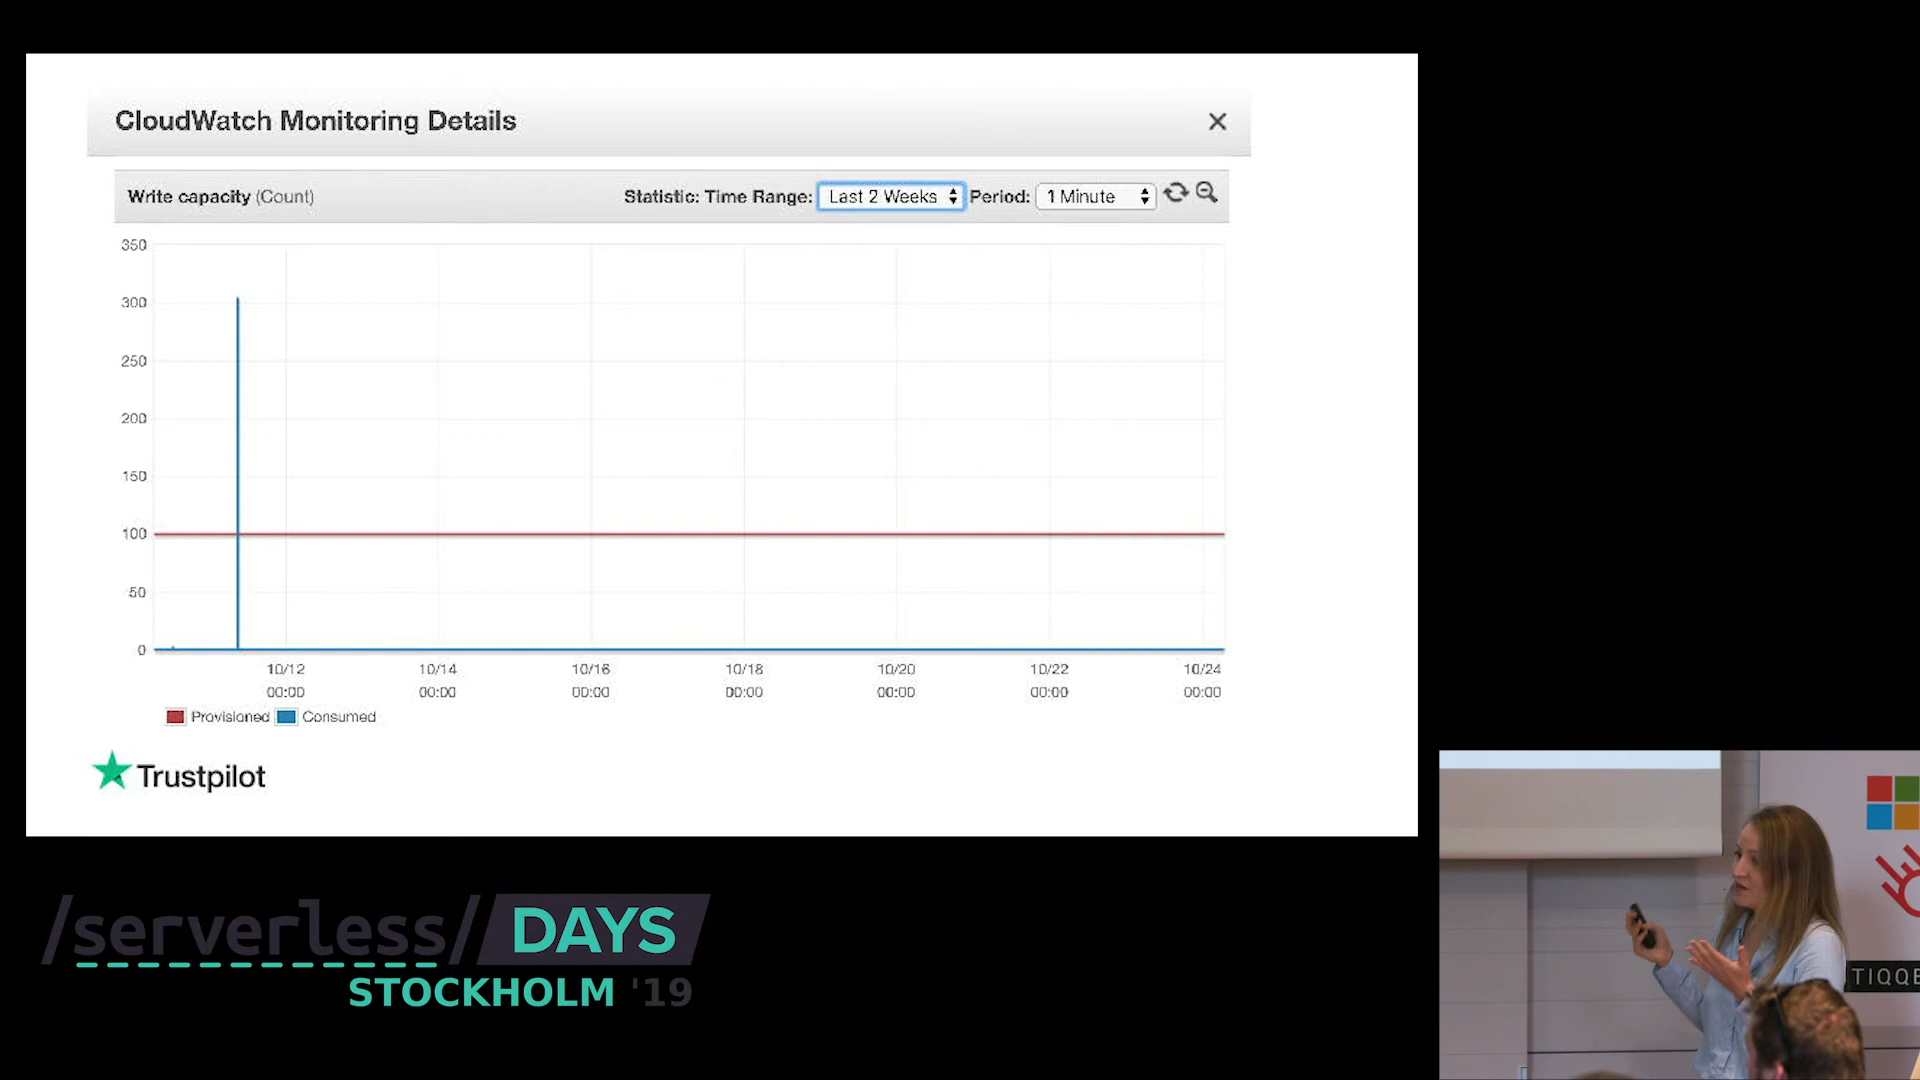 CloudWatch Monitoring Details
Write capacity (Count)
Statistic: Time Range: Last 2 Weeks Period: 1 Minute
350
300
250
200
150
100
50
0
10/12 10/14 10/16 10/18 10/20 10/22 10/24
00:00 00:00 00:00 00:00 00:00 00:00 00:00
Provisioned Consumed
Trustpilot
/serverless/ DAYS
STOCKHOLM '19
TIQQE